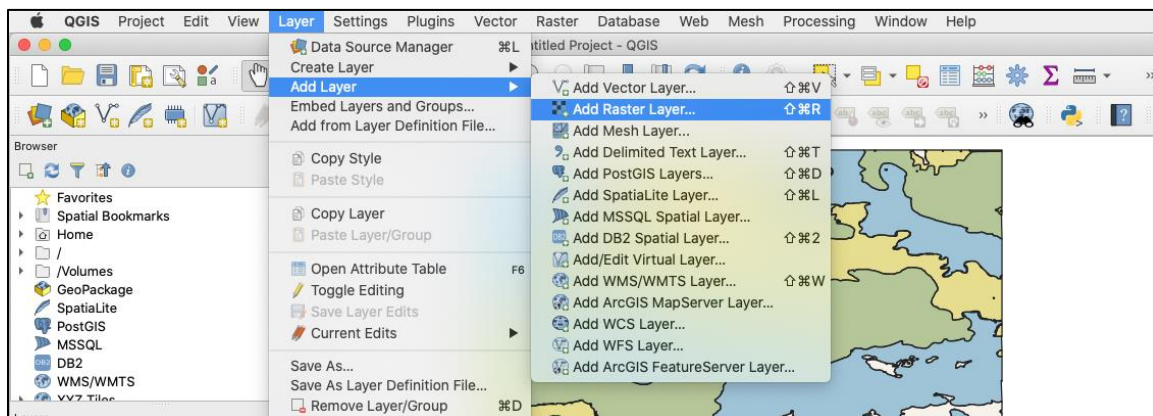 QGIS Project Edit View Layer Settings Plugins Vector Raster Database Web Mesh Processing Window Help
Untitled Project - QGIS
Data Source Manager ⌘L
Create Layer
Add Layer
Embed Layers and Groups...
Add from Layer Definition File...
Copy Style
Paste Style
Copy Layer
Paste Layer/Group
Open Attribute Table F6
Toggle Editing
Save Layer Edits
Current Edits
Save As...
Save As Layer Definition File...
Remove Layer/Group ⌘D
Add Vector Layer... ⇧⌘V
Add Raster Layer... ⇧⌘R
Add Mesh Layer...
Add Delimited Text Layer... ⇧⌘T
Add PostGIS Layers... ⇧⌘D
Add SpatiaLite Layer... ⇧⌘L
Add MSSQL Spatial Layer...
Add DB2 Spatial Layer... ⇧⌘2
Add/Edit Virtual Layer...
Add WMS/WMTS Layer... ⇧⌘W
Add ArcGIS MapServer Layer...
Add WCS Layer...
Add WFS Layer...
Add ArcGIS FeatureServer Layer...
Browser
Favorites
Spatial Bookmarks
Home
/
/Volumes
GeoPackage
SpatiaLite
PostGIS
MSSQL
DB2
WMS/WMTS
XYZ Tiles